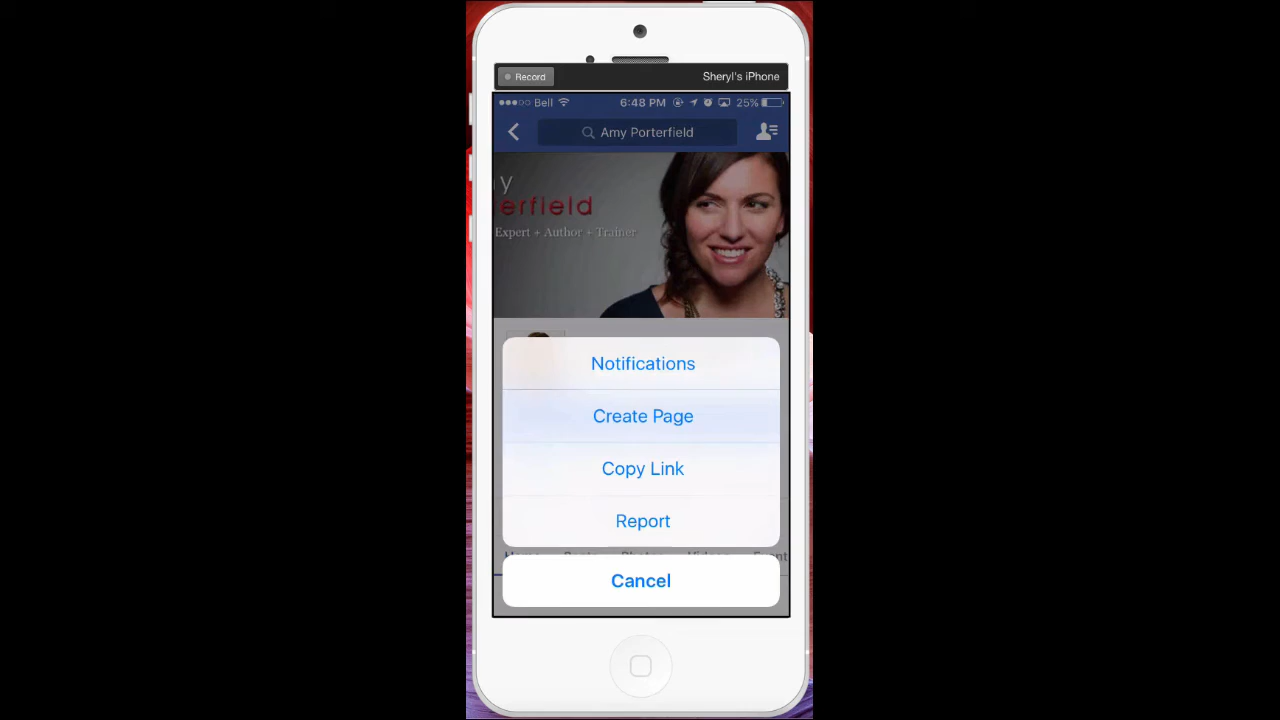 Record
Sheryl's iPhone
Bell
6:48 PM
25%
Amy Porterfield
y
erfield
Expert + Author + Trainer
Notifications
Create Page
Copy Link
Report
Cancel